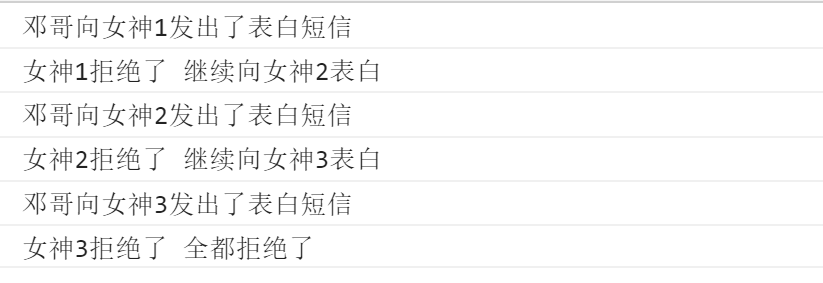 邓哥向女神1发出了表白短信
女神1拒绝了 继续向女神2表白
邓哥向女神2发出了表白短信
女神2拒绝了 继续向女神3表白
邓哥向女神3发出了表白短信
女神3拒绝了 全都拒绝了